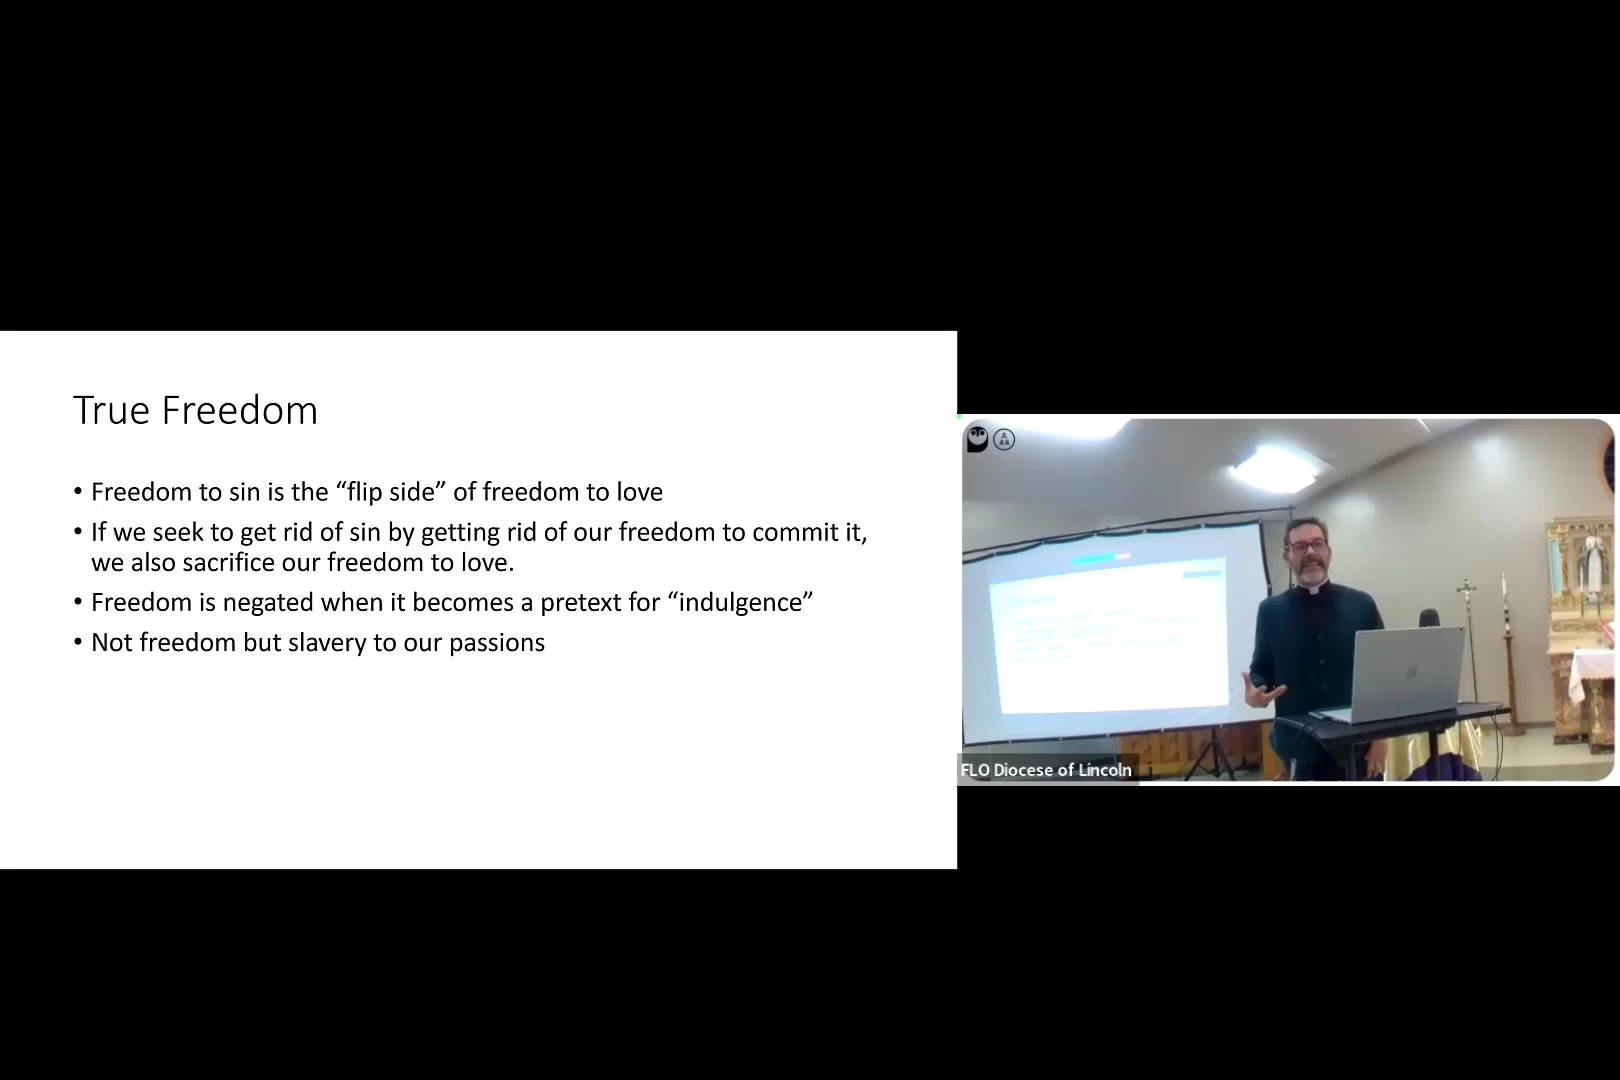 True Freedom
• Freedom to sin is the “flip side” of freedom to love
• If we seek to get rid of sin by getting rid of our freedom to commit it,
we also sacrifice our freedom to love.
• Freedom is negated when it becomes a pretext for “indulgence”
• Not freedom but slavery to our passions
FLO Diocese of Lincoln